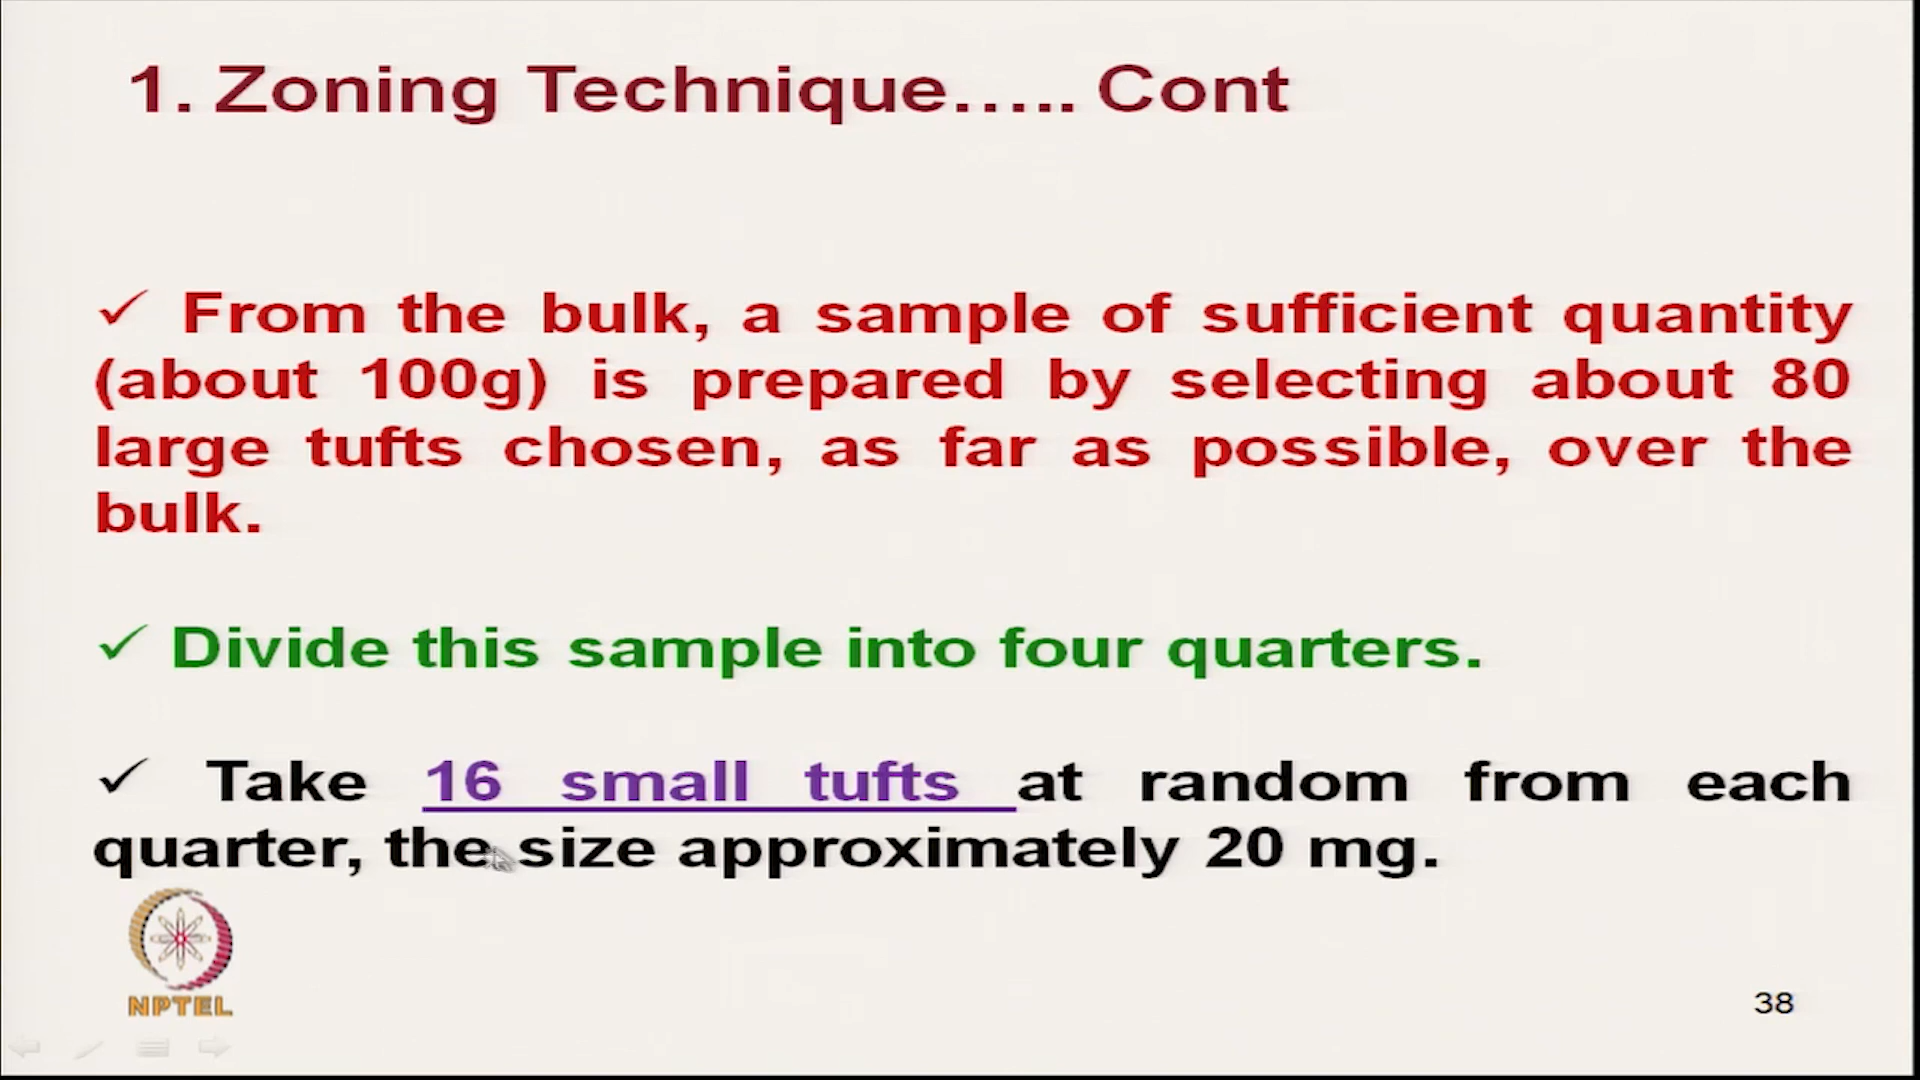 1. Zoning Technique….. Cont
✓ From the bulk, a sample of sufficient quantity
(about 100g) is prepared by selecting about 80
large tufts chosen, as far as possible, over the
bulk.
✓ Divide this sample into four quarters.
✓ Take 16 small tufts at random from each
quarter, the size approximately 20 mg.
NPTEL
38